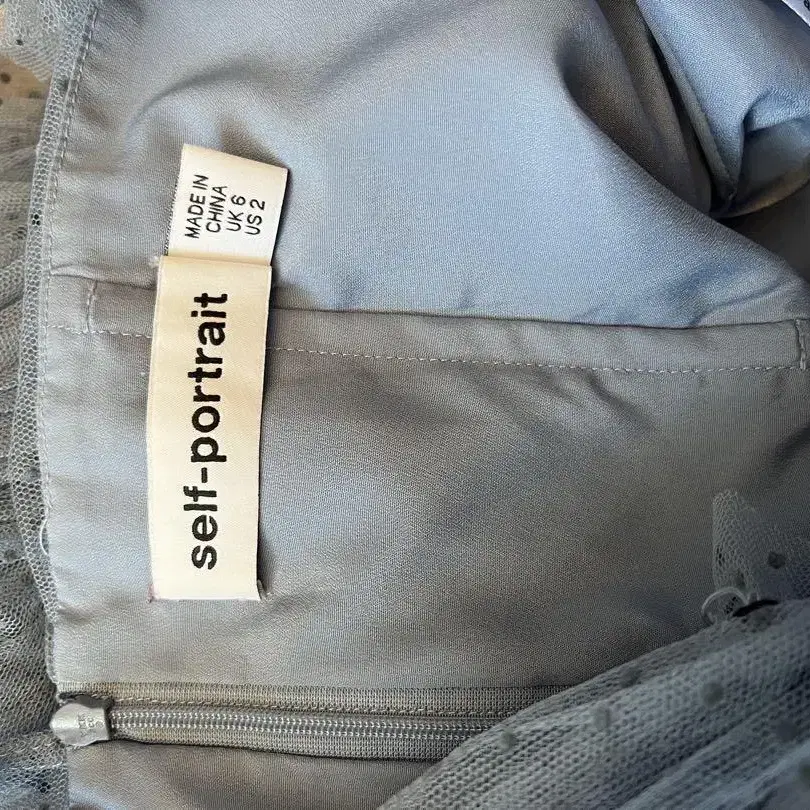 MADE IN
CHINA
UK 6
US 2
self-portrait